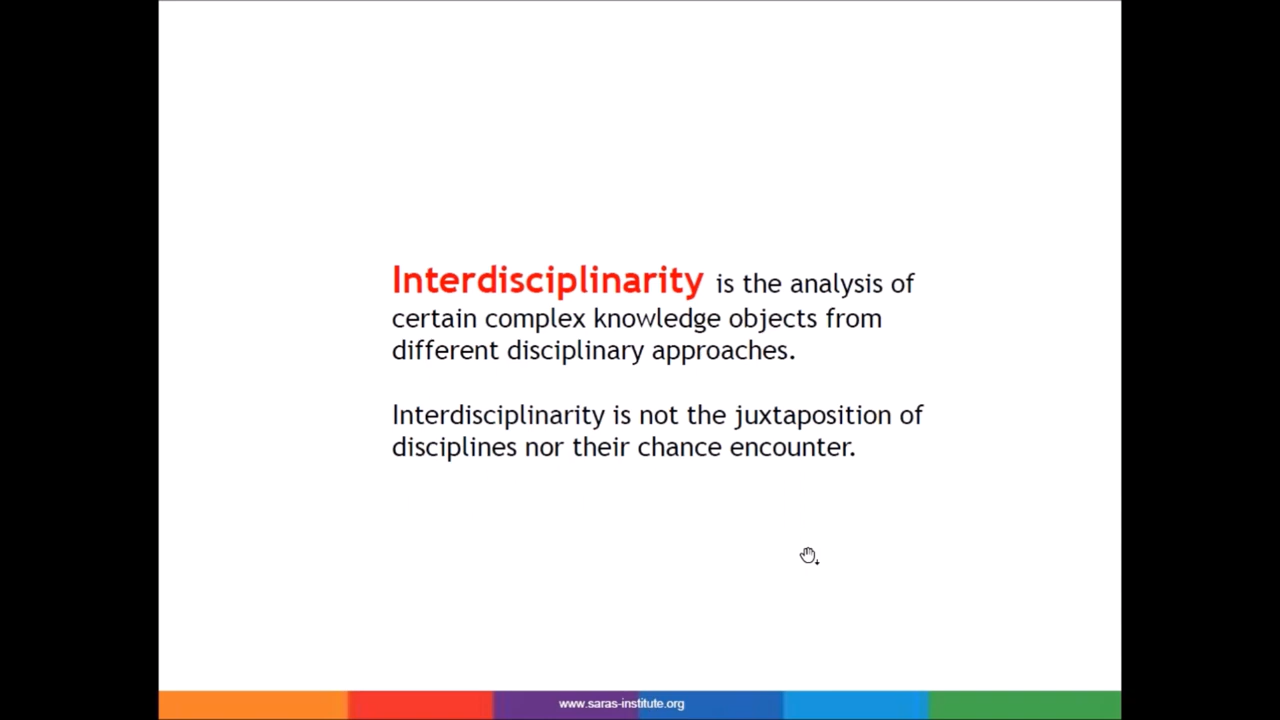 Interdisciplinarity is the analysis of
certain complex knowledge objects from
different disciplinary approaches.
Interdisciplinarity is not the juxtaposition of
disciplines nor their chance encounter.
www.saras-institute.org